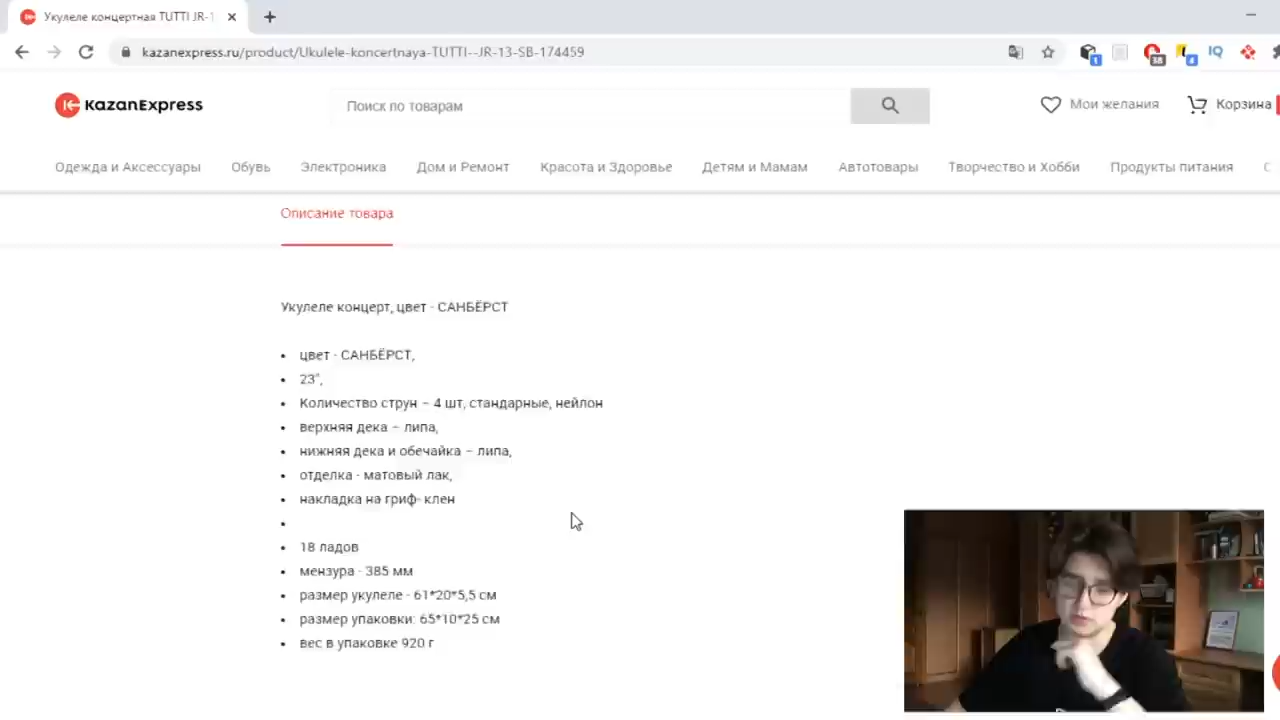 Укулеле концертная TUTTI JR-1
kazanexpress.ru/product/Ukulele-koncertnaya-TUTTI--JR-13-SB-174459
1
38
4
IQ
KazanExpress
Поиск по товарам
Мои желания
Корзина
Одежда и Аксессуары
Обувь
Электроника
Дом и Ремонт
Красота и Здоровье
Детям и Мамам
Автотовары
Творчество и Хобби
Продукты питания
С
Описание товара
Укулеле концерт, цвет - САНБЁРСТ
• цвет - САНБЁРСТ,
• 23",
• Количество струн – 4 шт, стандарные, нейлон
• верхняя дека – липа,
• нижняя дека и обечайка – липа,
• отделка - матовый лак,
• накладка на гриф- клен
•
• 18 ладов
• мензура - 385 мм
• размер укулеле - 61*20*5,5 см
• размер упаковки: 65*10*25 см
• вес в упаковке 920 г